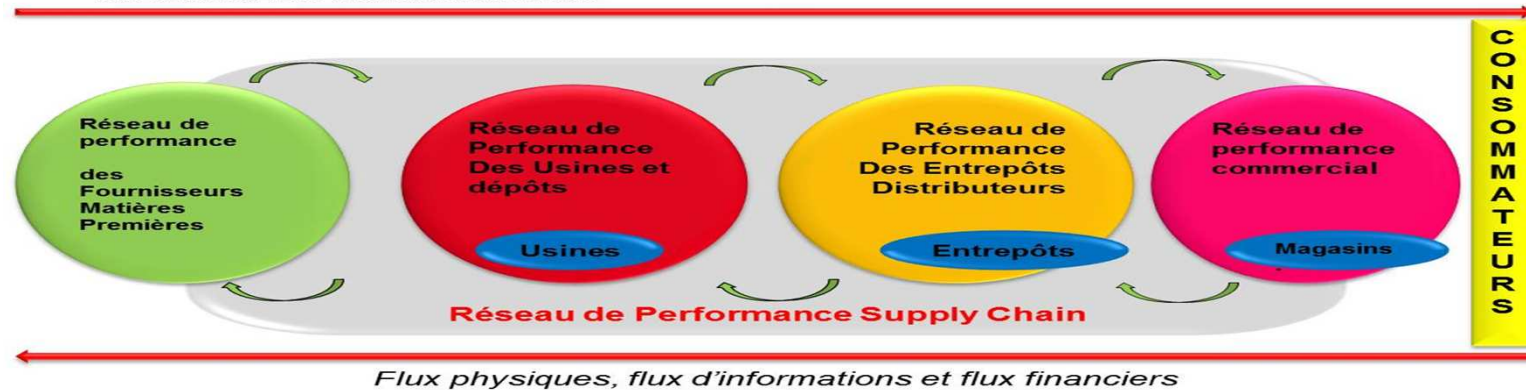 Réseau de
performance
des
Fournisseurs
Matières
Premières
Réseau de
Performance
Des Usines et
dépôts
Usines
Réseau de
Performance
Des Entrepôts
Distributeurs
Entrepôts
Réseau de
performance
commercial
Magasins
CONSOMMATEURS
Réseau de Performance Supply Chain
Flux physiques, flux d'informations et flux financiers